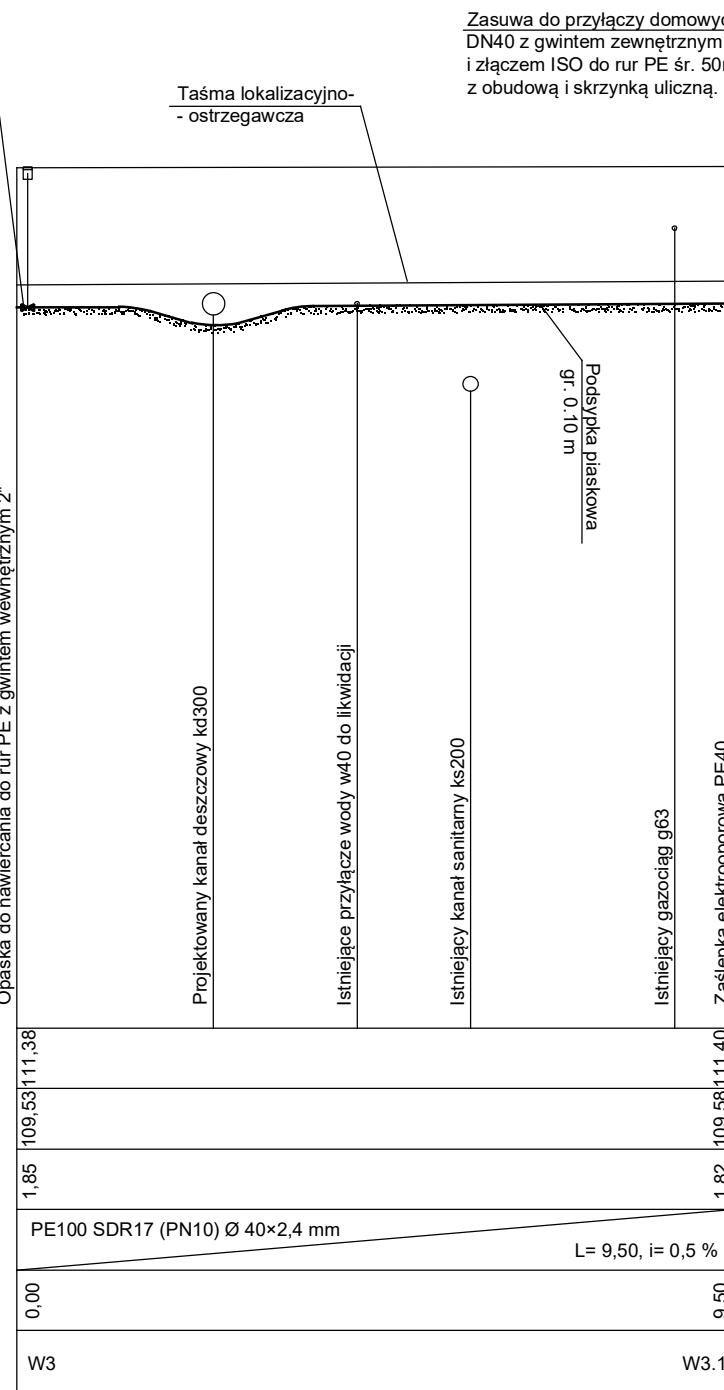 Zasuwa do przyłączy domowyc
DN40 z gwintem zewnętrznym
i złączem ISO do rur PE śr. 50
z obudową i skrzynką uliczną.
Taśma lokalizacyjno-
- ostrzegawcza
Opaska do nawiercania do rur PE z gwintem wewnętrznym 2"
Projektowany kanał deszczowy kd300
Istniejące przyłącze wody w40 do likwidacji
Istniejący kanał sanitarny ks200
Podsypka piaskowa
gr. 0.10 m
Istniejący gazociąg g63
Zaślepka elektrooporowa PE40
111,38
111,40
109,53
109,58
1,85
1,82
PE100 SDR17 (PN10) Ø 40×2,4 mm
L= 9,50, i= 0,5 %
0,00
9,50
W3
W3.1